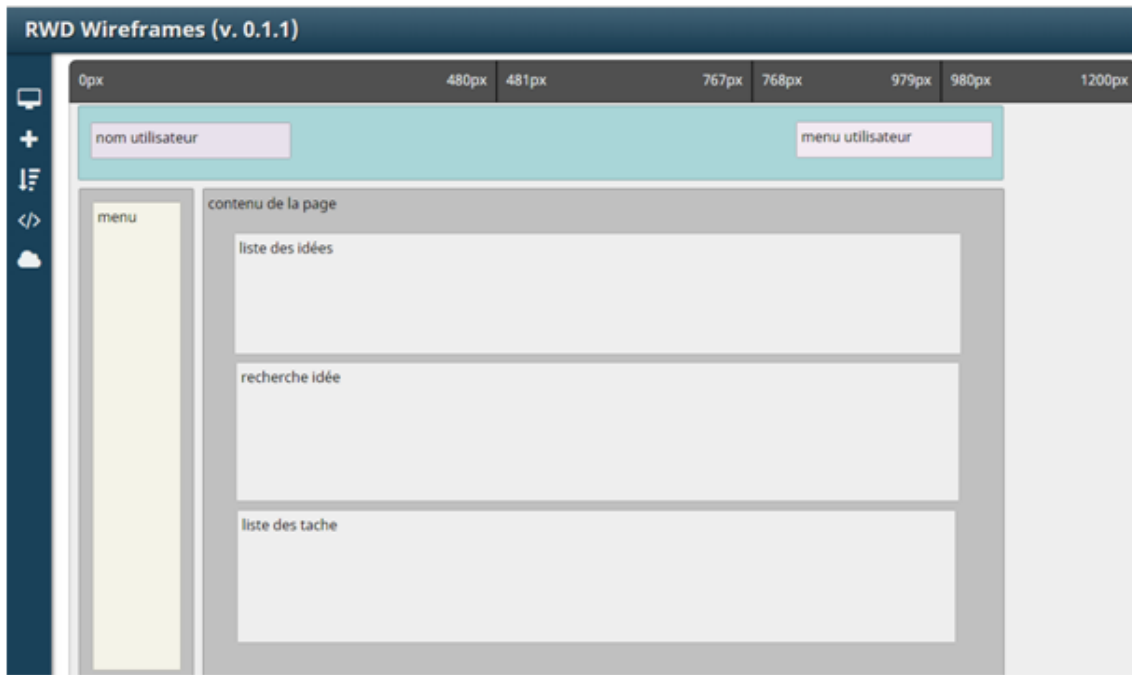 RWD Wireframes (v. 0.1.1)
0px 480px 481px 767px 768px 979px 980px 1200px
nom utilisateur menu utilisateur
menu
contenu de la page
liste des idées
recherche idée
liste des tache